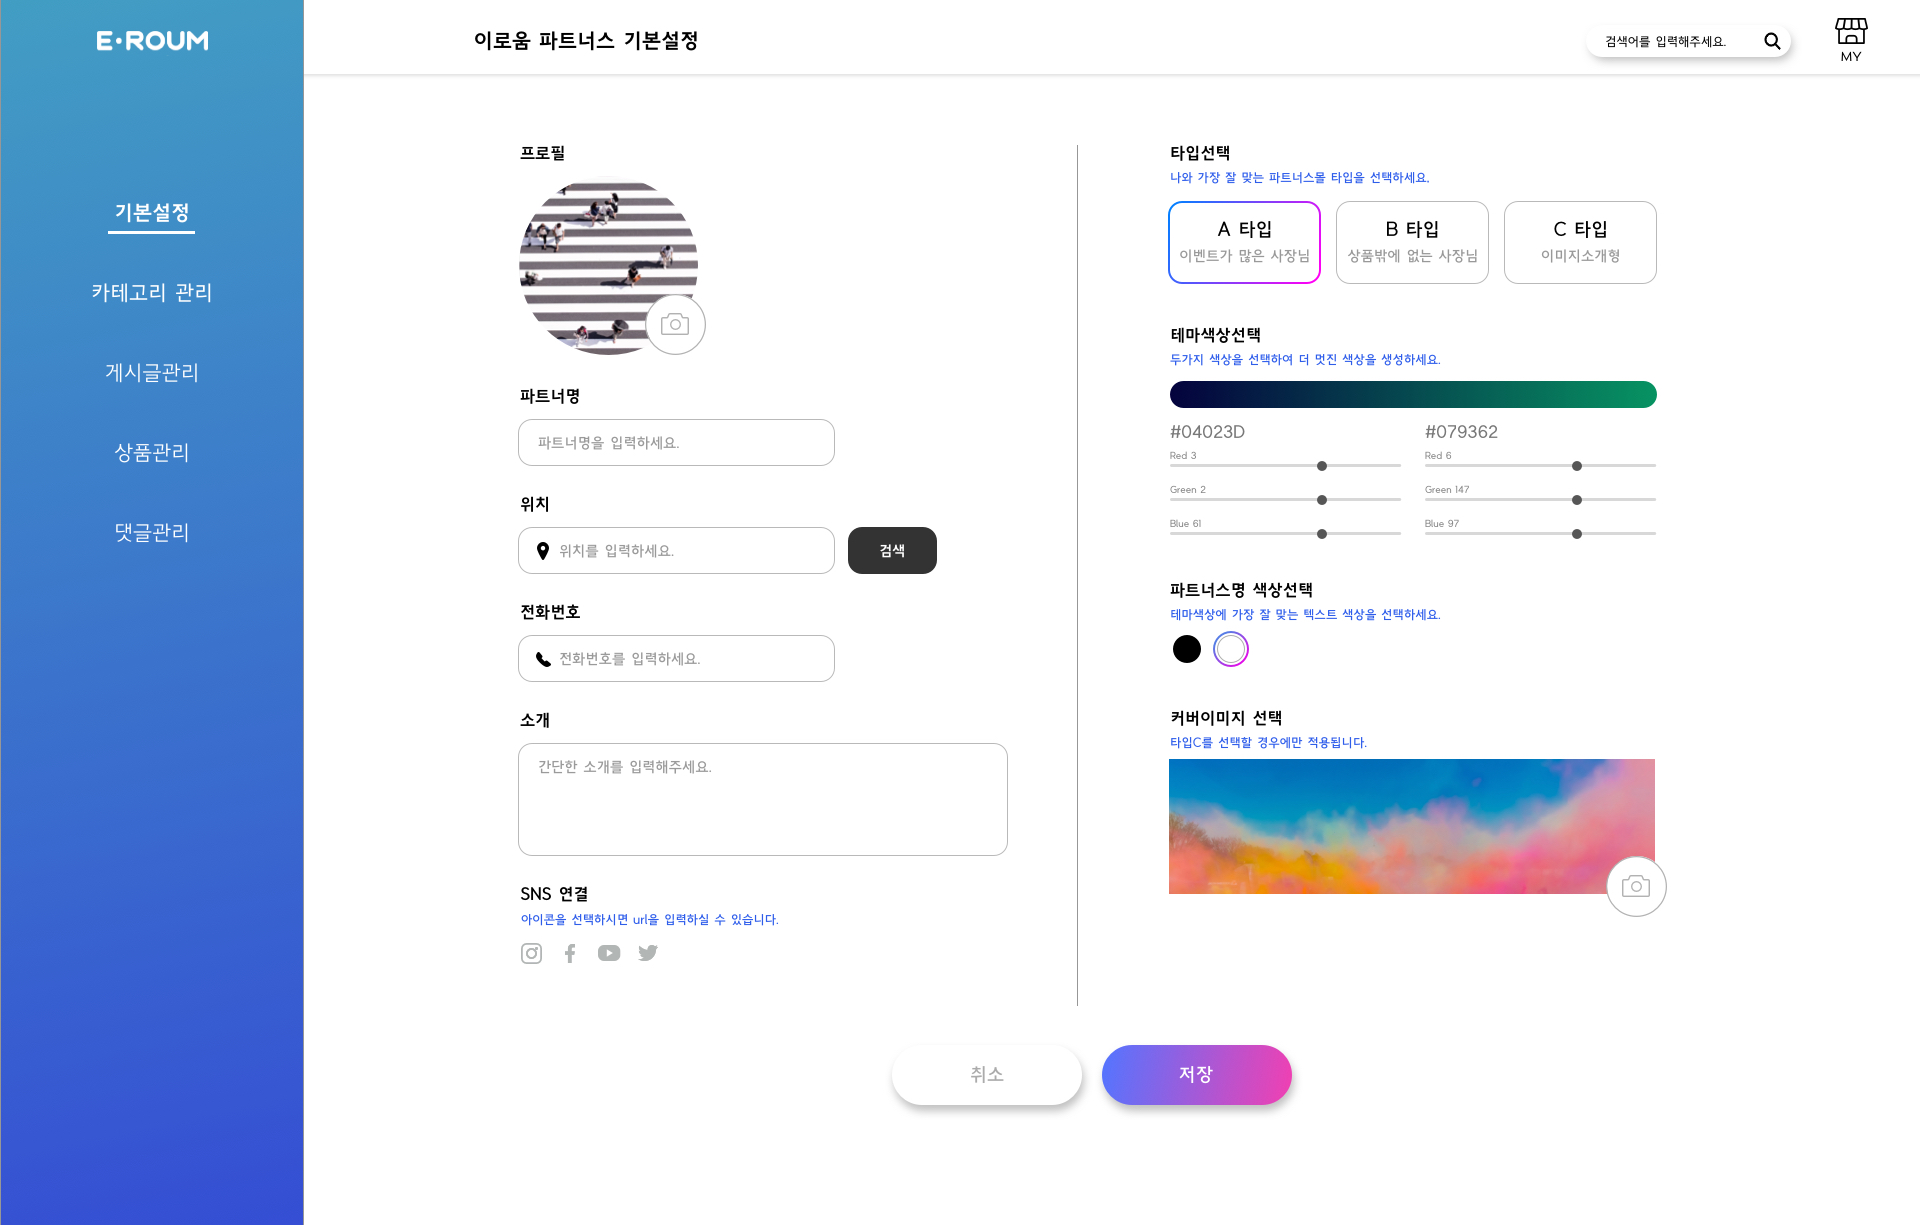 E·ROUM
이로움 파트너스 기본설정
검색어를 입력해주세요.
MY
기본설정
카테고리 관리
게시글관리
상품관리
댓글관리
프로필
파트너명
파트너명을 입력하세요.
위치
위치를 입력하세요.
검색
전화번호
전화번호를 입력하세요.
소개
간단한 소개를 입력해주세요.
SNS 연결
아이콘을 선택하시면 url을 입력하실 수 있습니다.
타입선택
나와 가장 잘 맞는 파트너스몰 타입을 선택하세요.
A 타입
이벤트가 많은 사장님
B 타입
상품밖에 없는 사장님
C 타입
이미지소개형
테마색상선택
두가지 색상을 선택하여 더 멋진 색상을 생성하세요.
#04023D
Red 3
Green 2
Blue 61
#079362
Red 6
Green 147
Blue 97
파트너스명 색상선택
테마색상에 가장 잘 맞는 텍스트 색상을 선택하세요.
커버이미지 선택
타입C를 선택할 경우에만 적용됩니다.
취소
저장